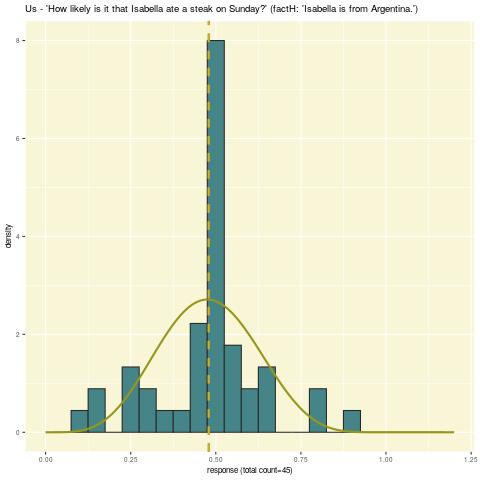 Us - 'How likely is it that Isabella ate a steak on Sunday?' (factH: 'Isabella is from Argentina.')
8
6
4
2
0
density
0.00 0.25 0.50 0.75 1.00 1.25
response (total count=45)